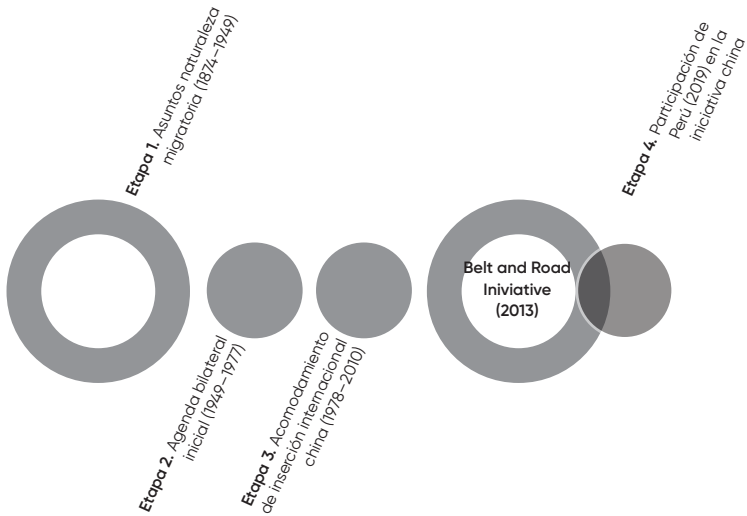 Etapa 1. Asuntos naturaleza
migratoria (1874–1949)
Etapa 2. Agenda bilateral
inicial (1949–1977)
Etapa 3. Acomodamiento
de inserción internacional
china (1978–2010)
Belt and Road
Iniviative
(2013)
Etapa 4. Participación de
Perú (2019) en la
iniciativa china